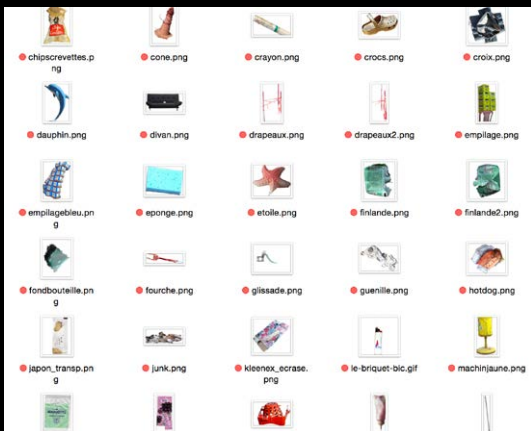 chipscrevettes.p
ng
cone.png
crayon.png
crocs.png
croix.png
dauphin.png
divan.png
drapeaux.png
drapeaux2.png
empilage.png
empilagebleu.pn
g
eponge.png
etoile.png
finlande.png
finlande2.png
fondbouteille.pn
g
fourche.png
glissade.png
guenille.png
hotdog.png
japon_transp.pn
g
junk.png
kleenex_ecrase.
png
le-briquet-bic.gif
machinjaune.png